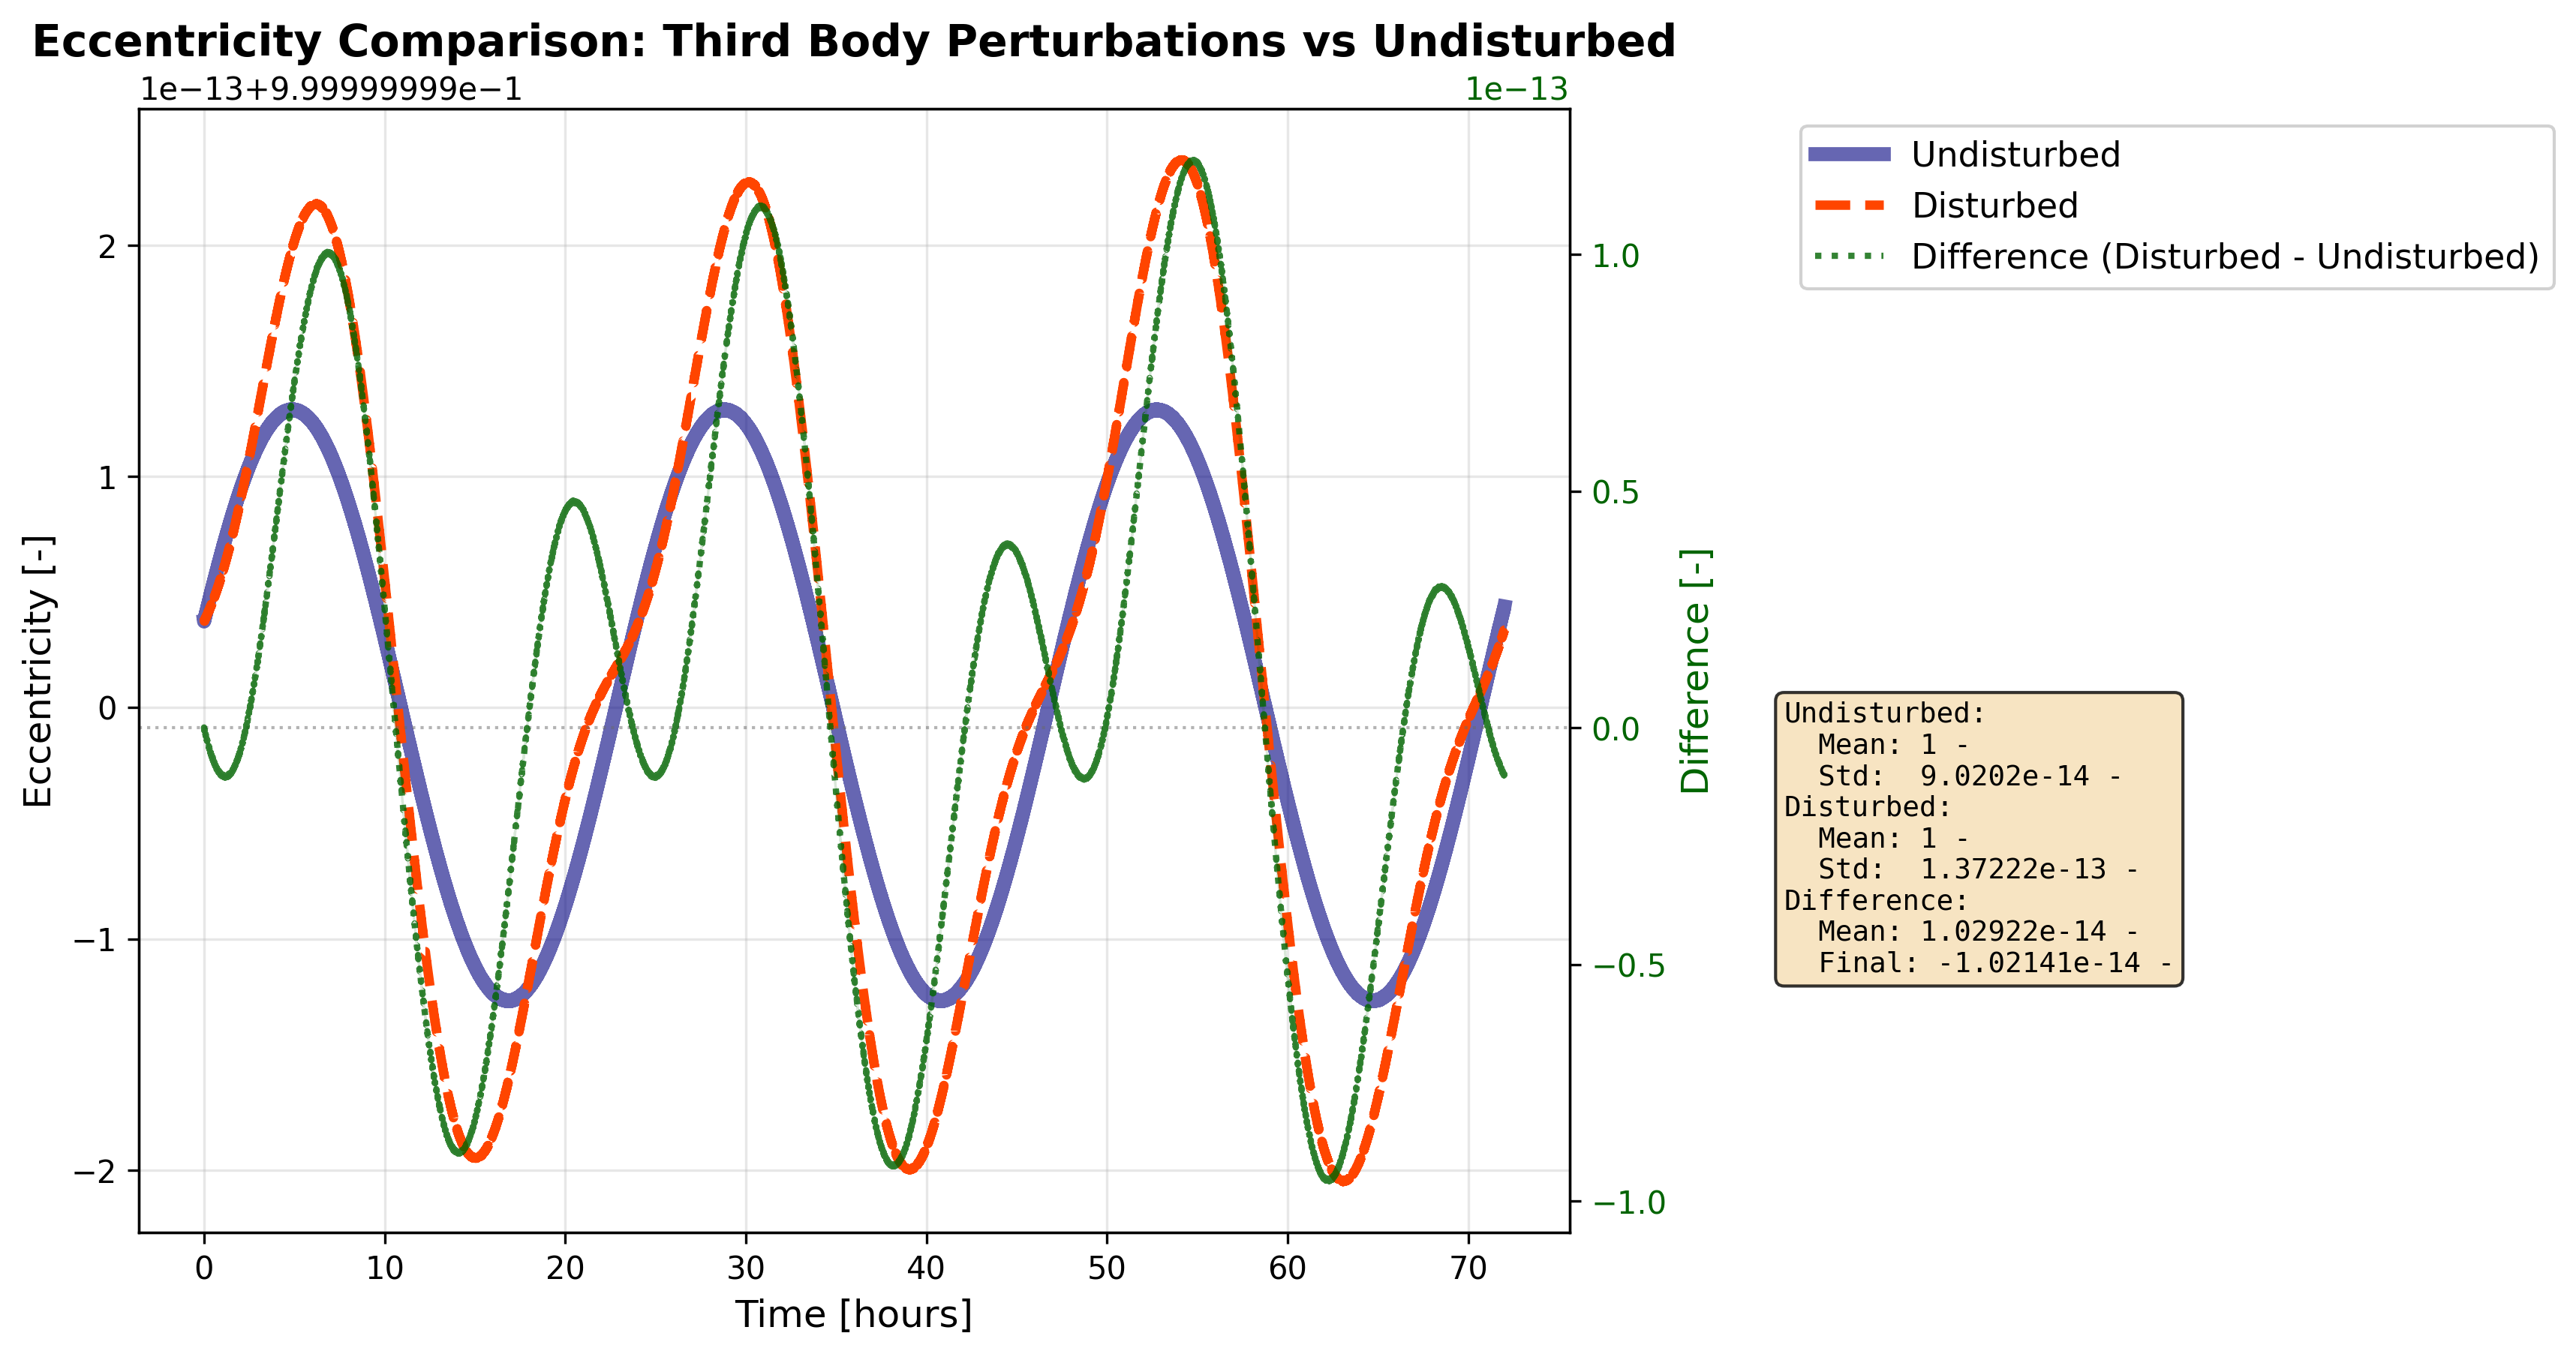 Eccentricity Comparison: Third Body Perturbations vs Undisturbed
1e−13+9.99999999e−1
1e−13
Undisturbed
Disturbed
Difference (Disturbed - Undisturbed)
2
1
0
−1
−2
Eccentricity [-]
1.0
0.5
0.0
−0.5
−1.0
Difference [-]
Undisturbed:
Mean: 1 -
Std: 9.0202e-14 -
Disturbed:
Mean: 1 -
Std: 1.37222e-13 -
Difference:
Mean: 1.02922e-14 -
Final: -1.02141e-14 -
0 10 20 30 40 50 60 70
Time [hours]